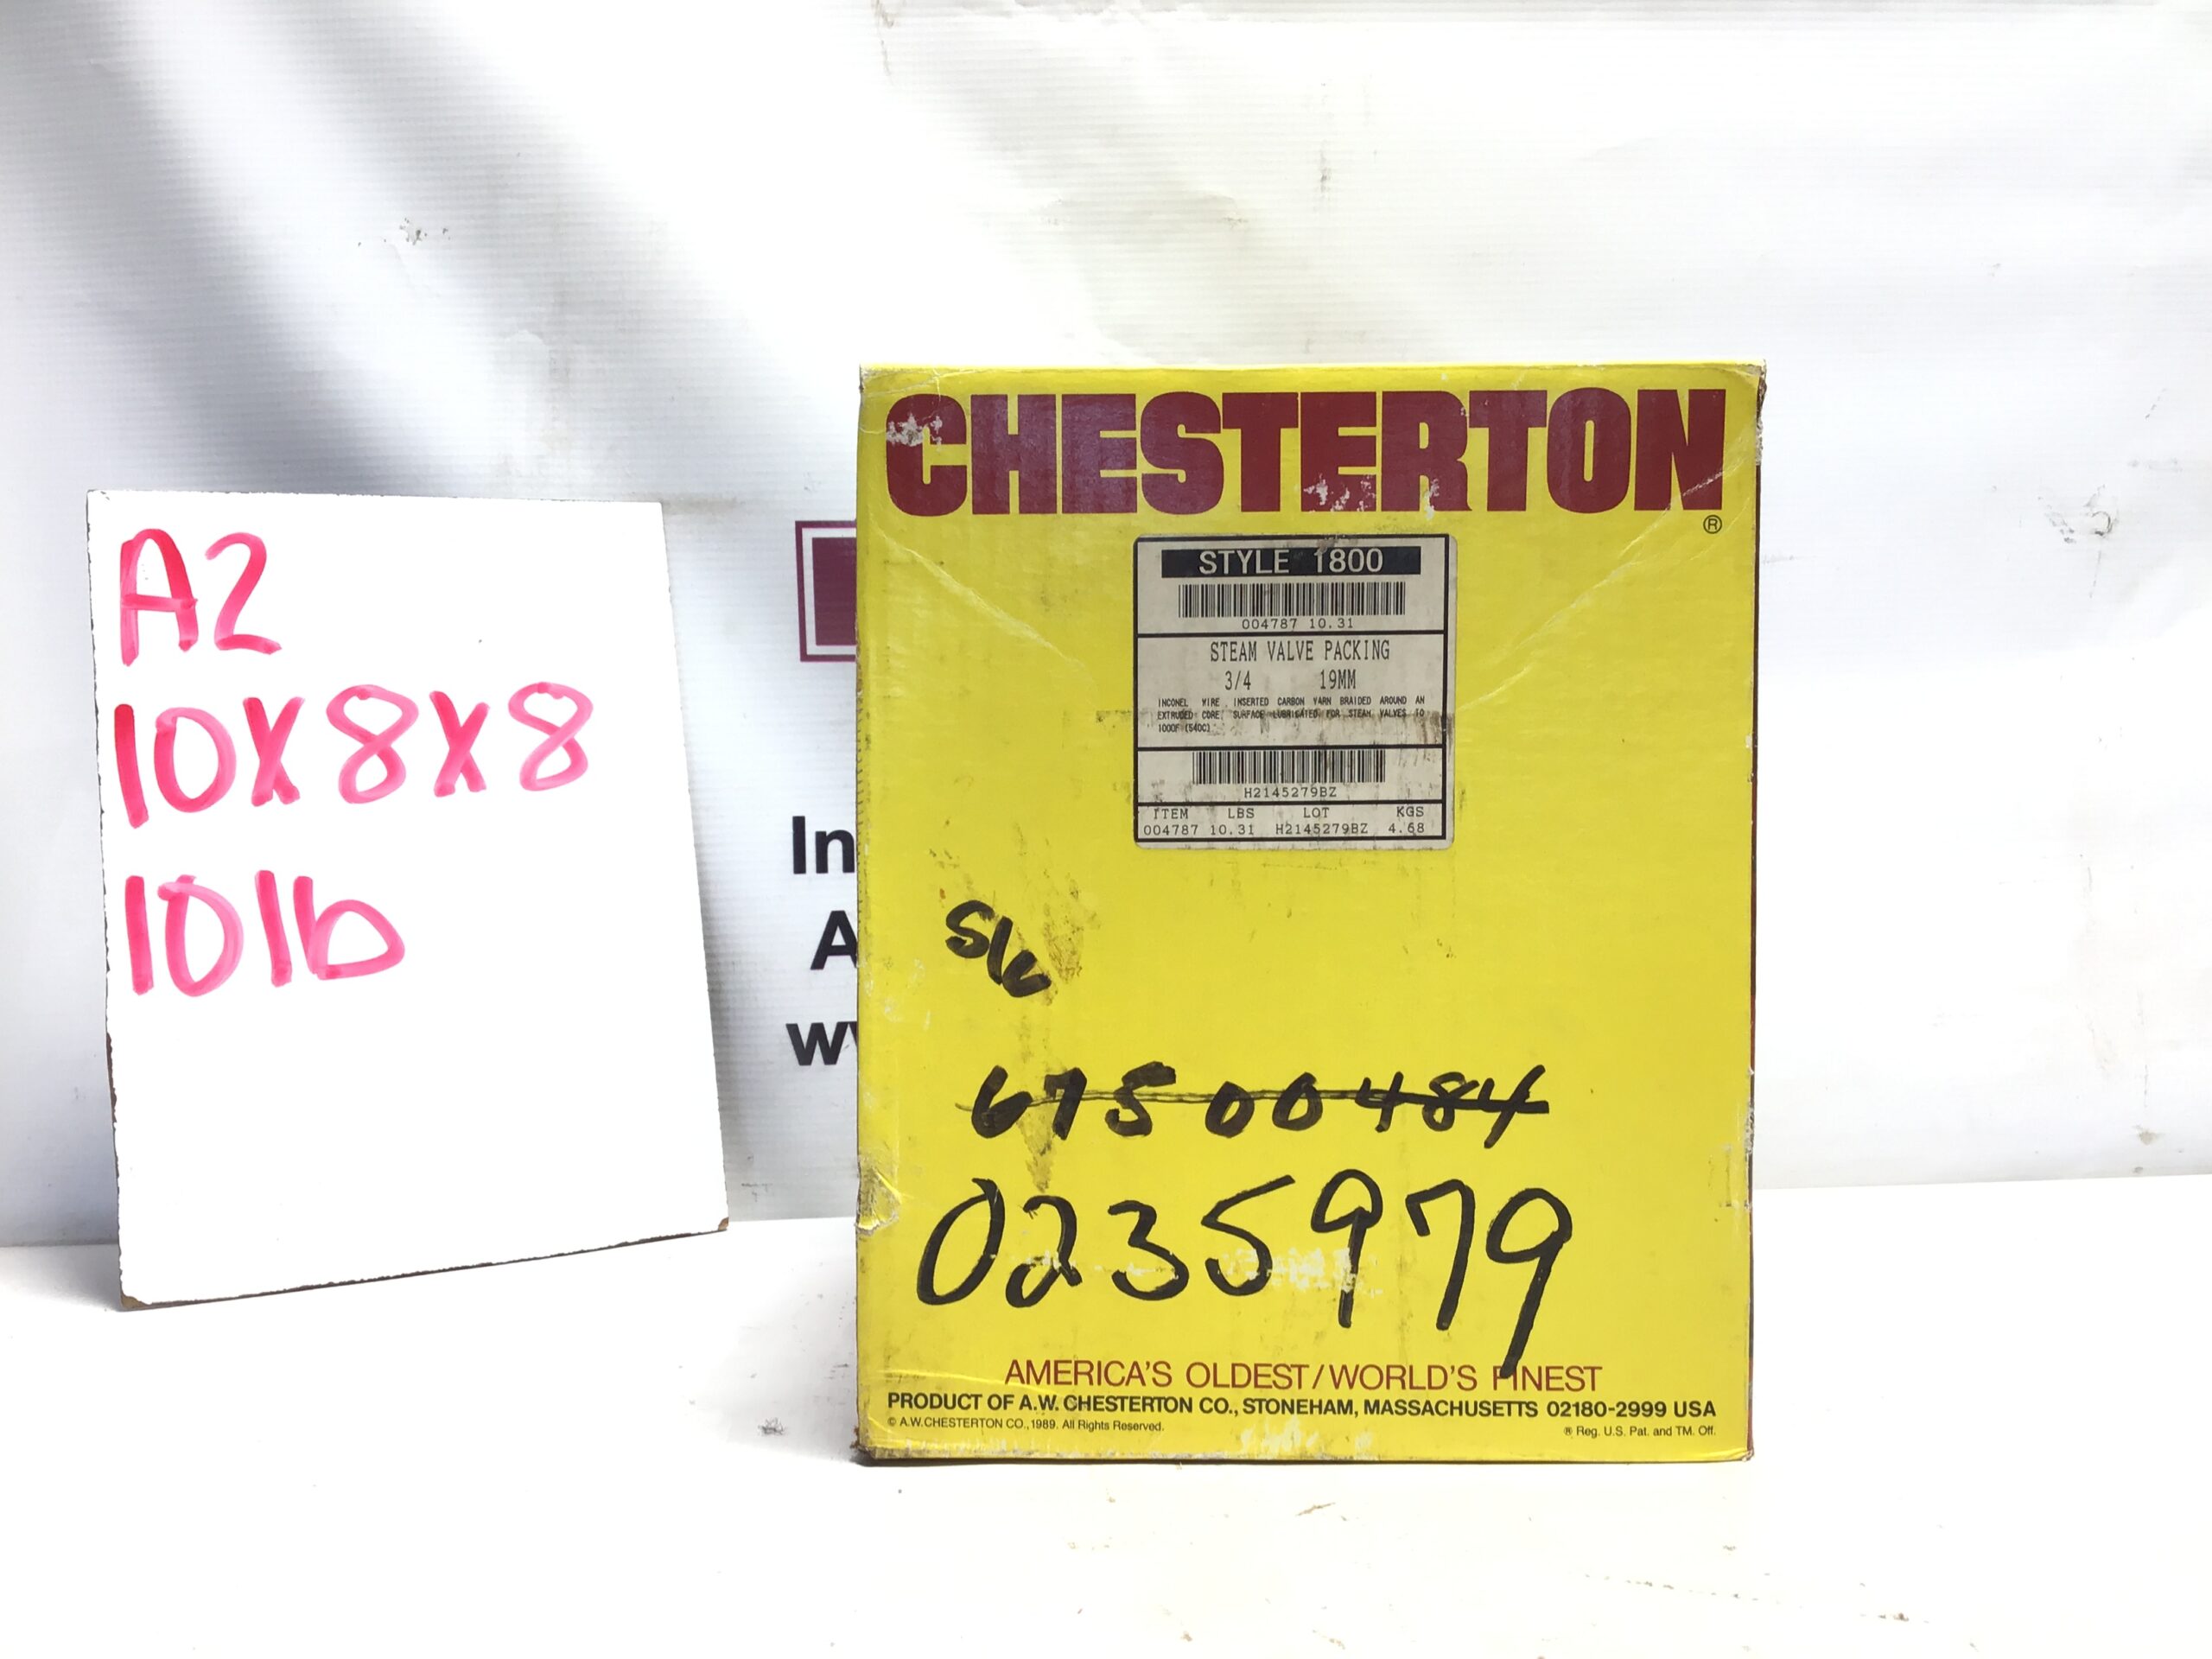 A2
10X8X8
10lb
In
A
CHESTERTON
®
STYLE 1800
004787 10.31
STEAM VALVE PACKING
3/4 19MM
INCONEL WIRE INSERTED CARBON YARN BRAIDED AROUND AN
EXTRUDED CORE, SURFACE LUBRICATED FOR STEAM VALVES TO
1000F (540C)
H2145279BZ
ITEM LBS LOT KGS
004787 10.31 H2145279BZ 4.68
67500484
0235979
AMERICA'S OLDEST/WORLD'S FINEST
PRODUCT OF A.W. CHESTERTON CO., STONEHAM, MASSACHUSETTS 02180-2999 USA
© A.W.CHESTERTON CO., 1989. All Rights Reserved.
® Reg. U.S. Pat. and TM. Off.